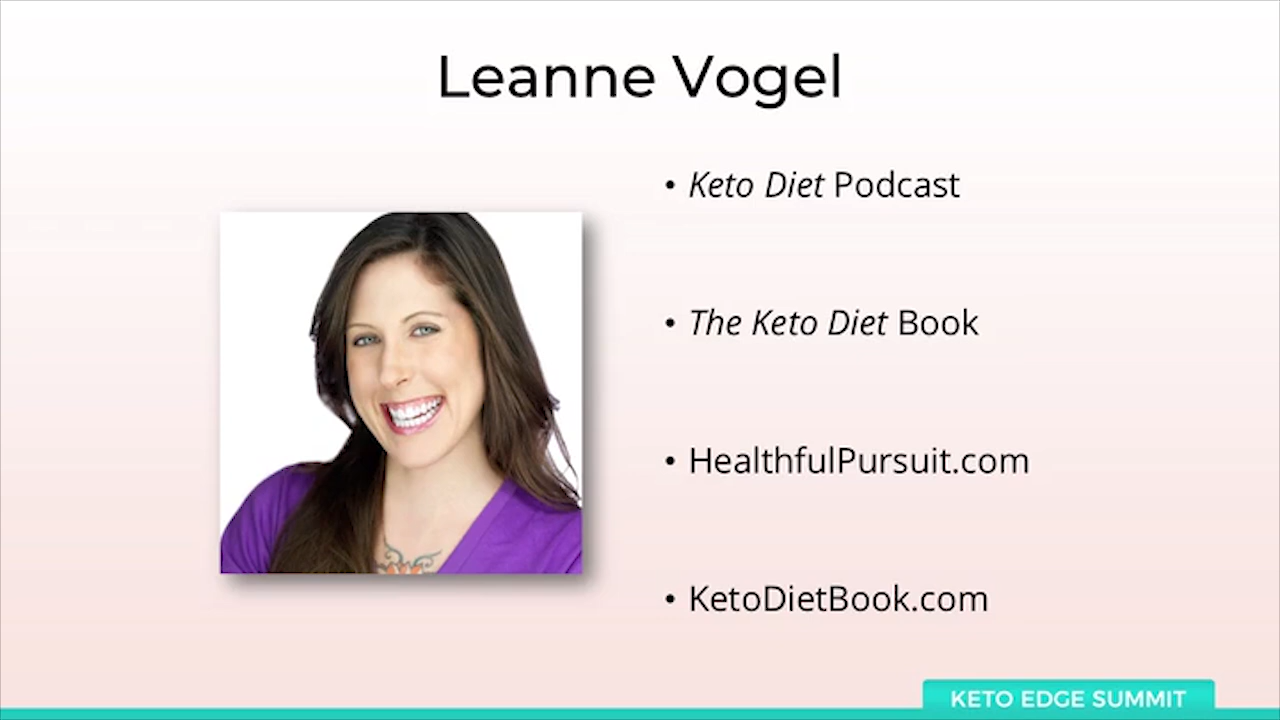 Leanne Vogel
• Keto Diet Podcast
• The Keto Diet Book
• HealthfulPursuit.com
• KetoDietBook.com
KETO EDGE SUMMIT